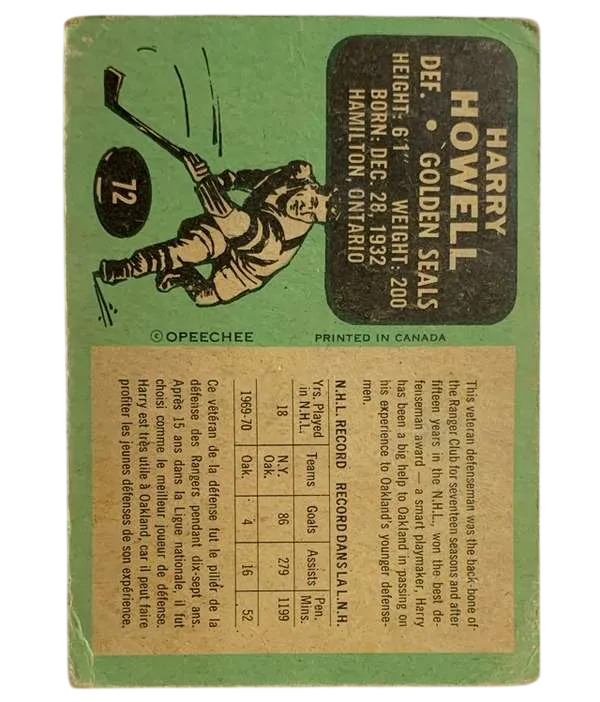 HARRY
HOWELL
DEF. • GOLDEN SEALS
HEIGHT: 6'1" WEIGHT: 200
BORN: DEC. 28, 1932
HAMILTON, ONTARIO
72
© OPEECHEE PRINTED IN CANADA
This veteran defenseman was the back-bone of
the Ranger Club for seventeen seasons and after
fifteen years in the N.H.L., won the best de-
fenseman award — a smart playmaker, Harry
has been a big help to Oakland in passing on
his experience to Oakland's younger defense-
men.
N.H.L. RECORD RECORD DANS LA L.N.H.
Yrs. Played in N.H.L. Teams Goals Assists Pen. Mins.
18 N.Y. Oak. 86 279 1199
1969-70 Oak. 4 16 52
Ce vétéran de la défense fut le pilier de la
défense des Rangers pendant dix-sept ans.
Après 15 ans dans la Ligue nationale, il fut
choisi comme le meilleur joueur de défense.
Harry est très utile à Oakland, car il peut faire
profiter les jeunes défenses de son expérience.